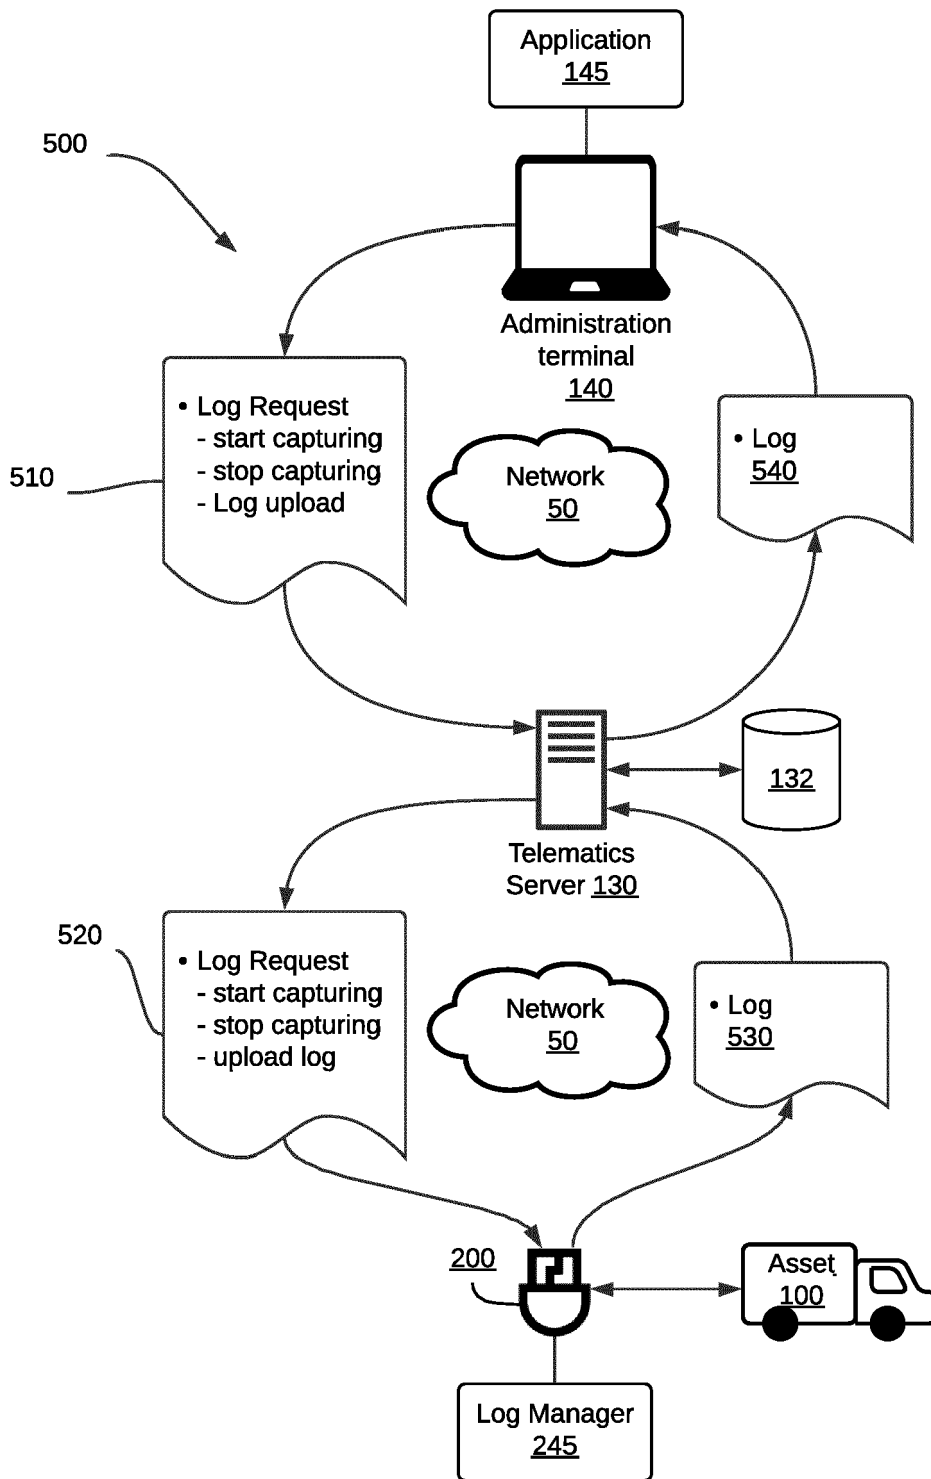 Application
145
500
Administration
terminal
140
• Log Request
- start capturing
- stop capturing
- Log upload
510
Network
50
• Log
540
132
Telematics
Server 130
520
• Log Request
- start capturing
- stop capturing
- upload log
Network
50
• Log
530
200
Asset
100
Log Manager
245